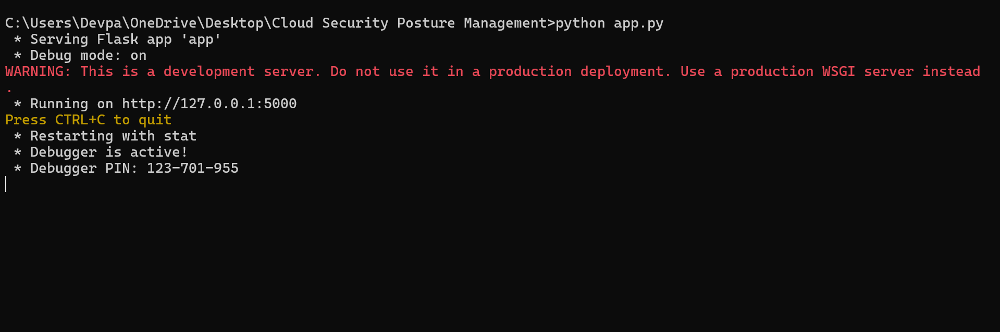 C:\Users\Devpa\OneDrive\Desktop\Cloud Security Posture Management>python app.py
 * Serving Flask app 'app'
 * Debug mode: on
WARNING: This is a development server. Do not use it in a production deployment. Use a production WSGI server instead
.
 * Running on http://127.0.0.1:5000
Press CTRL+C to quit
 * Restarting with stat
 * Debugger is active!
 * Debugger PIN: 123-701-955